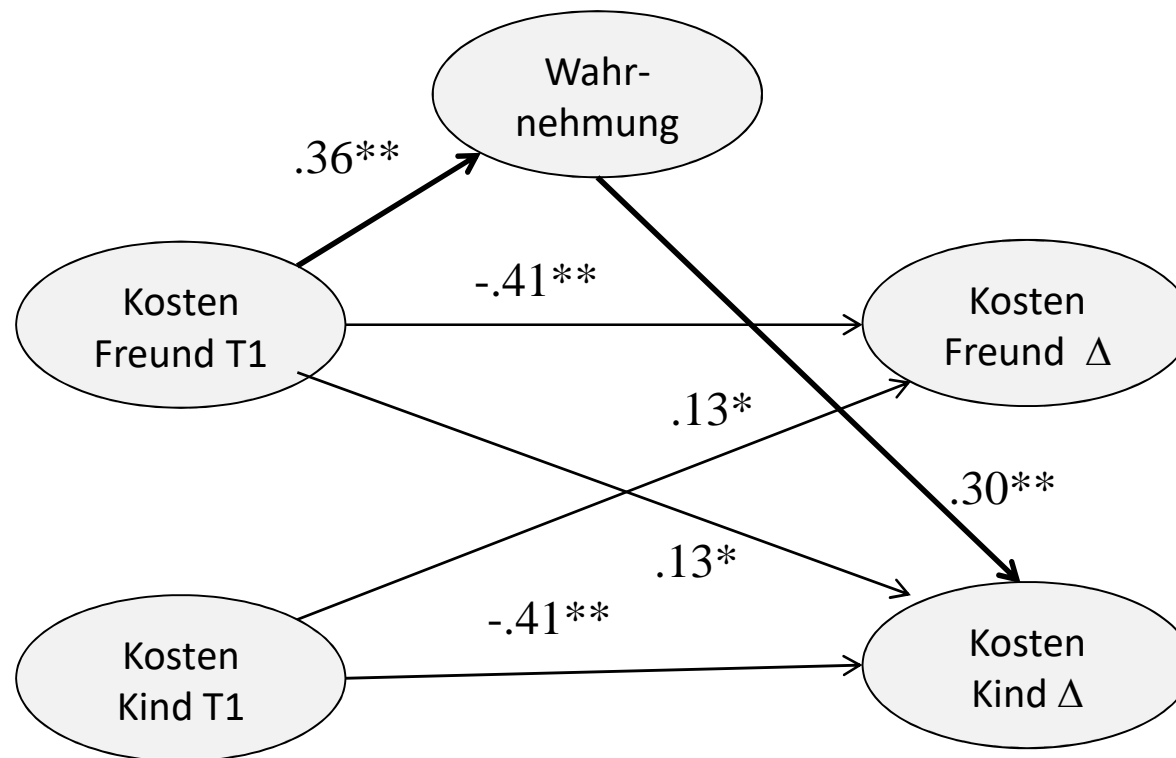 Wahr-
nehmung
.36**
-.41**
Kosten
Freund T1
Kosten
Freund Δ
.13*
.30**
.13*
-.41**
Kosten
Kind T1
Kosten
Kind Δ